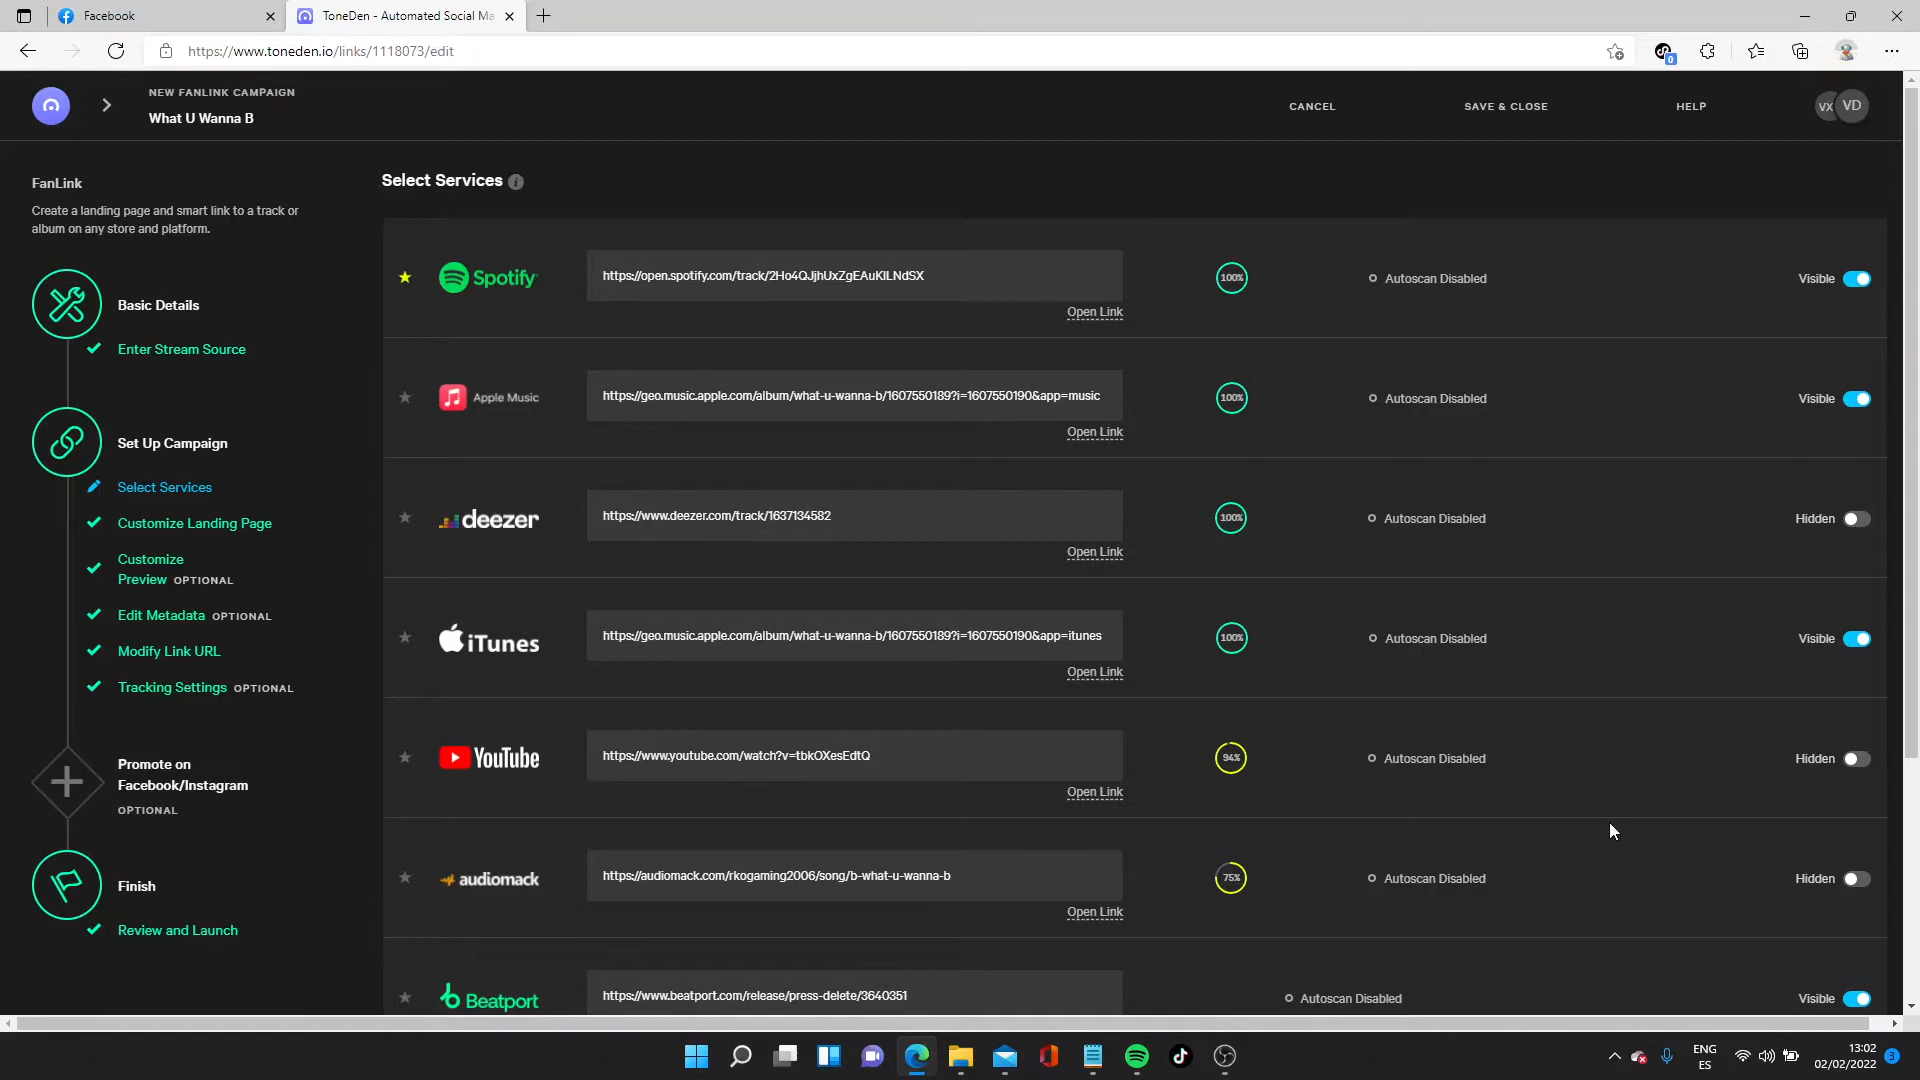 Facebook
ToneDen - Automated Social Ma
https://www.toneden.io/links/1118073/edit
0
NEW FANLINK CAMPAIGN
What U Wanna B
CANCEL
SAVE & CLOSE
HELP
VX
VD
FanLink
Create a landing page and smart link to a track or
album on any store and platform.
Basic Details
Enter Stream Source
Set Up Campaign
Select Services
Customize Landing Page
Customize
Preview OPTIONAL
Edit Metadata OPTIONAL
Modify Link URL
Tracking Settings OPTIONAL
Promote on
Facebook/Instagram
OPTIONAL
Finish
Review and Launch
Select Services
Spotify
https://open.spotify.com/track/2Ho4QJjhUxZgEAuKlLNdSX
100%
Autoscan Disabled
Visible
Open Link
Apple Music
https://geo.music.apple.com/album/what-u-wanna-b/1607550189?i=1607550190&app=music
100%
Autoscan Disabled
Visible
Open Link
deezer
https://www.deezer.com/track/1637134582
100%
Autoscan Disabled
Hidden
Open Link
iTunes
https://geo.music.apple.com/album/what-u-wanna-b/1607550189?i=1607550190&app=itunes
100%
Autoscan Disabled
Visible
Open Link
YouTube
https://www.youtube.com/watch?v=tbkOXesEdtQ
94%
Autoscan Disabled
Hidden
Open Link
audiomack
https://audiomack.com/rkogaming2006/song/b-what-u-wanna-b
75%
Autoscan Disabled
Hidden
Open Link
Beatport
https://www.beatport.com/release/press-delete/3640351
Autoscan Disabled
Visible
ENG
ES
13:02
02/02/2022
3